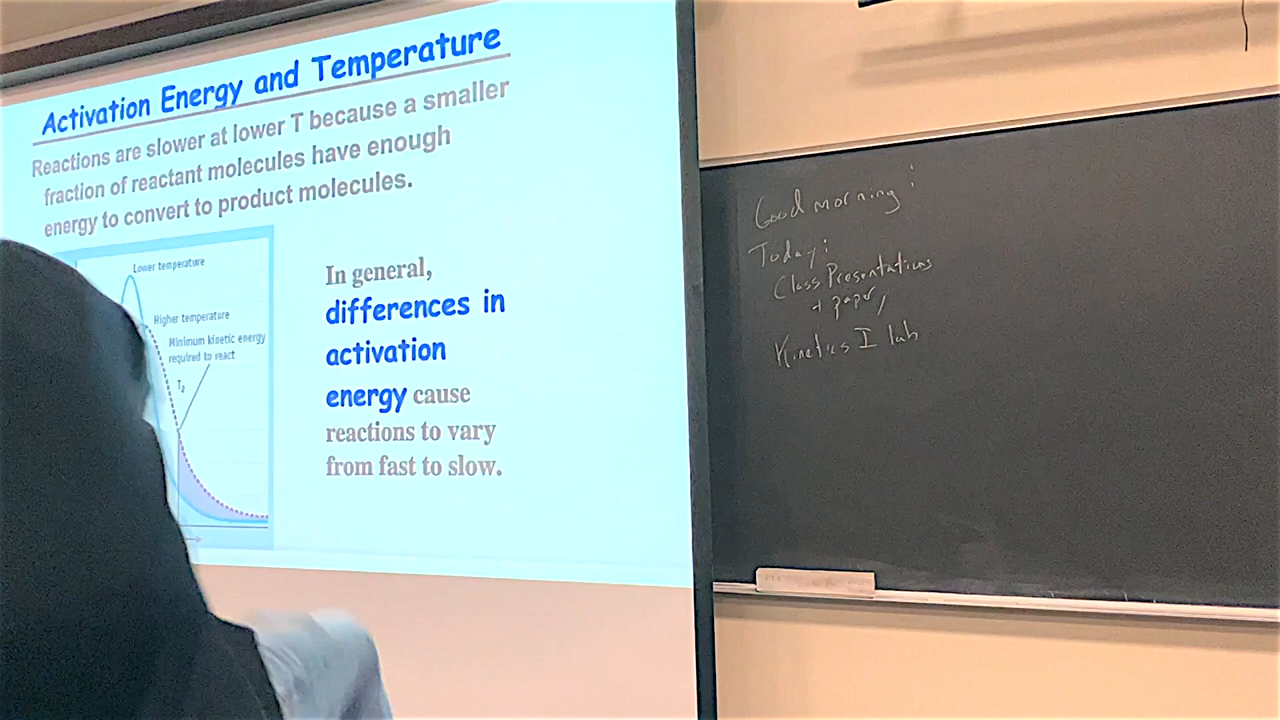 Activation Energy and Temperature
Reactions are slower at lower T because a smaller
fraction of reactant molecules have enough
energy to convert to product molecules.
Lower temperature
Higher temperature
Minimum kinetic energy
required to react
T2
In general,
differences in
activation
energy cause
reactions to vary
from fast to slow.
Good morning!
Today:
Class Presentations
+ paper,
Kinetics I lab